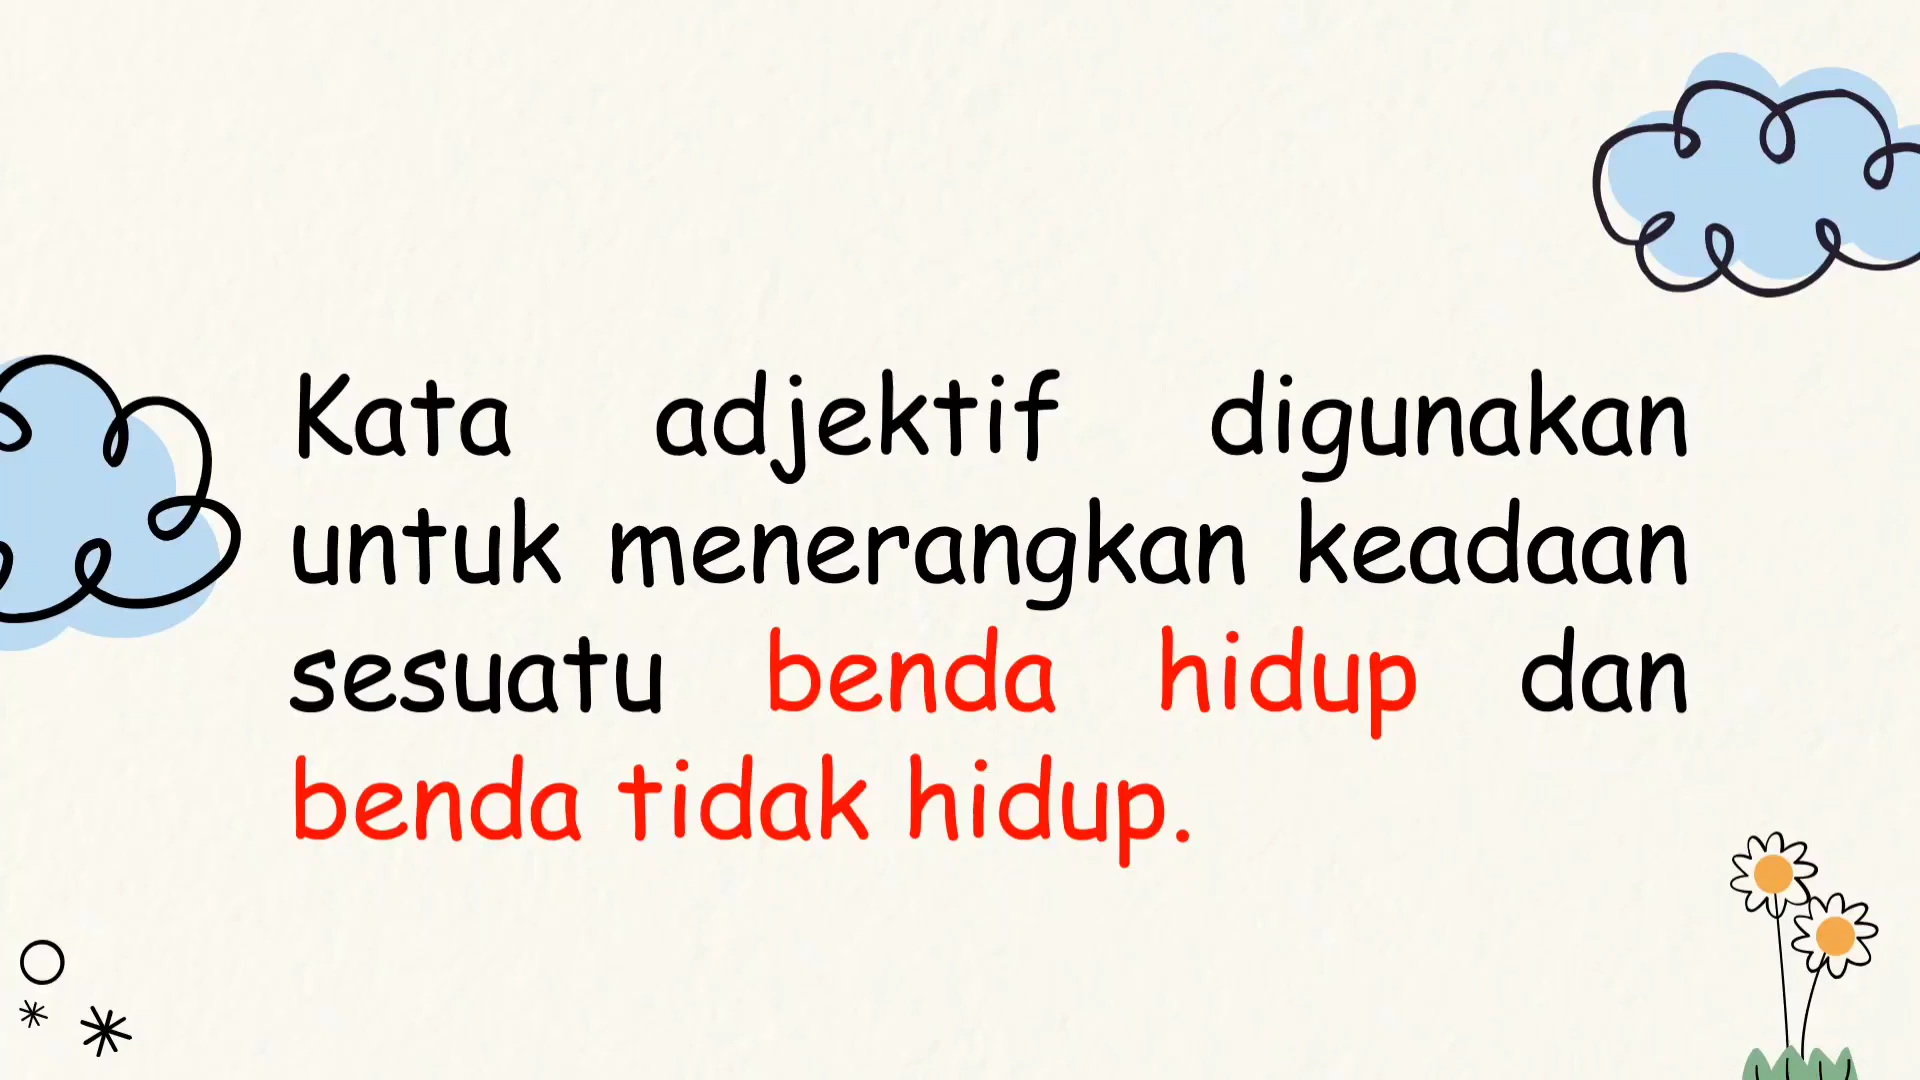 Kata adjektif digunakan
untuk menerangkan keadaan
sesuatu benda hidup dan
benda tidak hidup.